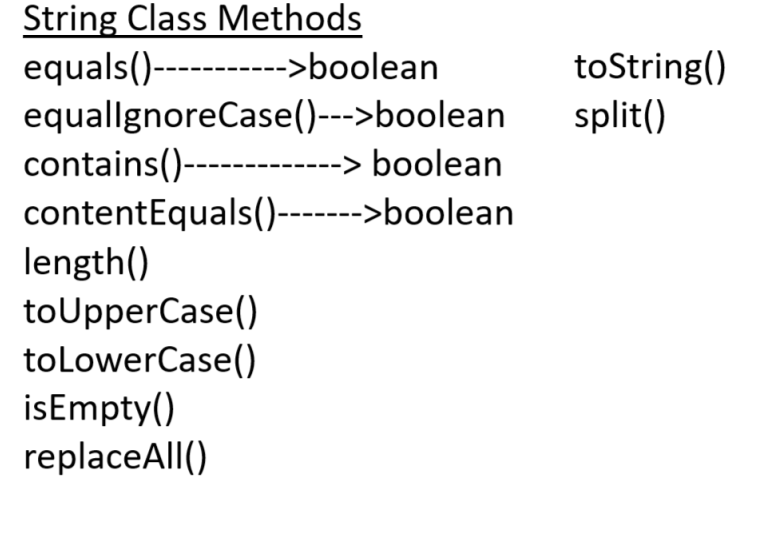 String Class Methods
equals()----------->boolean
equalIgnoreCase()--->boolean
contains()-------------> boolean
contentEquals()------->boolean
length()
toUpperCase()
toLowerCase()
isEmpty()
replaceAll()
toString()
split()